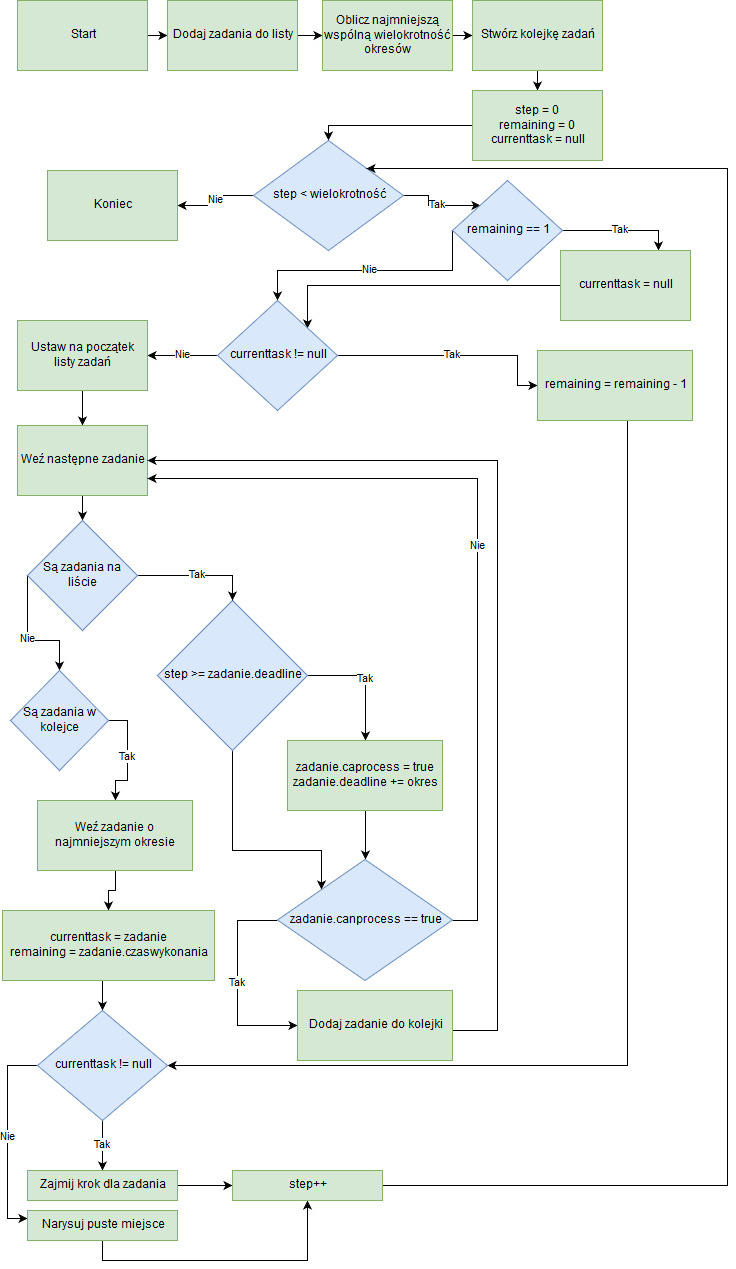 Start
Dodaj zadania do listy
Oblicz najmniejszą
wspólną wielokrotność
okresów
Stwórz kolejkę zadań
step = 0
remaining = 0
currenttask = null
step < wielokrotność
Nie
Koniec
Tak
remaining == 1
Tak
currenttask = null
Nie
currenttask != null
Nie
Ustaw na początek
listy zadań
Tak
remaining = remaining - 1
Weź następne zadanie
Są zadania na
liście
Tak
Nie
step >= zadanie.deadline
Tak
Nie
Są zadania w
kolejce
Tak
zadanie.caprocess = true
zadanie.deadline += okres
Weź zadanie o
najmniejszym okresie
zadanie.canprocess == true
currenttask = zadanie
remaining = zadanie.czaswykonania
Tak
Dodaj zadanie do kolejki
currenttask != null
Nie
Tak
Zajmij krok dla zadania
step++
Narysuj puste miejsce